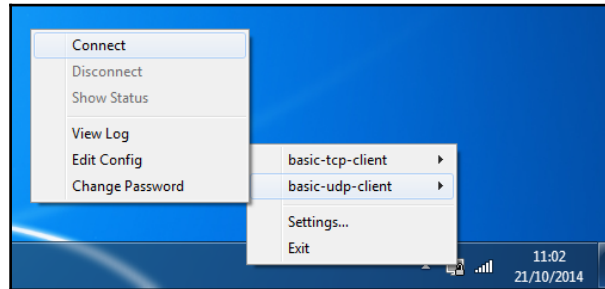 Connect
Disconnect
Show Status
View Log
Edit Config
Change Password
basic-tcp-client
basic-udp-client
Settings...
Exit
11:02
21/10/2014